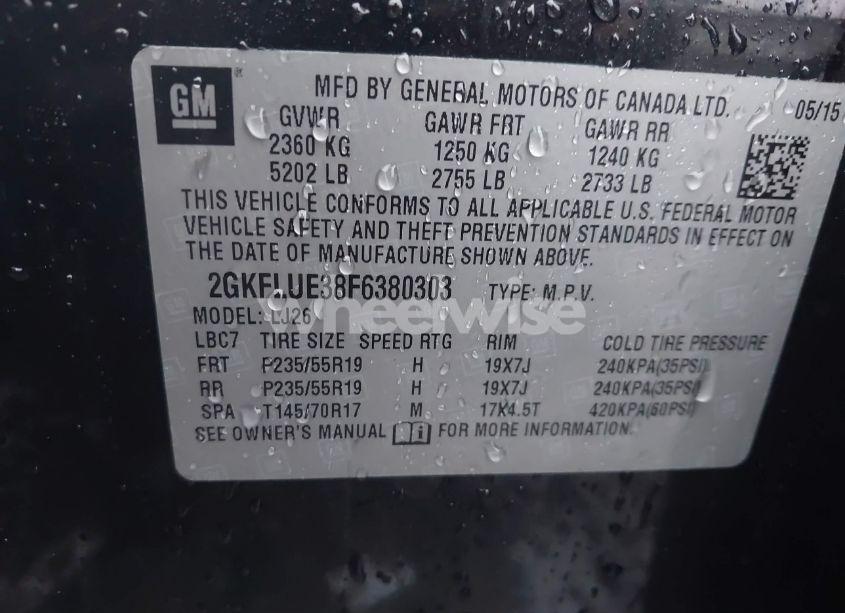 GM
MFD BY GENERAL MOTORS OF CANADA LTD. 05/15
GVWR GAWR FRT GAWR RR
2360 KG 1250 KG 1240 KG
5202 LB 2755 LB 2733 LB
THIS VEHICLE CONFORMS TO ALL APPLICABLE U.S. FEDERAL MOTOR
VEHICLE SAFETY AND THEFT PREVENTION STANDARDS IN EFFECT ON
THE DATE OF MANUFACTURE SHOWN ABOVE.
2GKFLUE38F6380303 TYPE: M.P.V.
wheelwise
MODEL: LJ26
LBC7 TIRE SIZE SPEED RTG RIM COLD TIRE PRESSURE
FRT P235/55R19 H 19X7J 240KPA(35PSI)
RR P235/55R19 H 19X7J 240KPA(35PSI)
SPA T145/70R17 M 17X4.5T 420KPA(60PSI)
SEE OWNER'S MANUAL i FOR MORE INFORMATION.